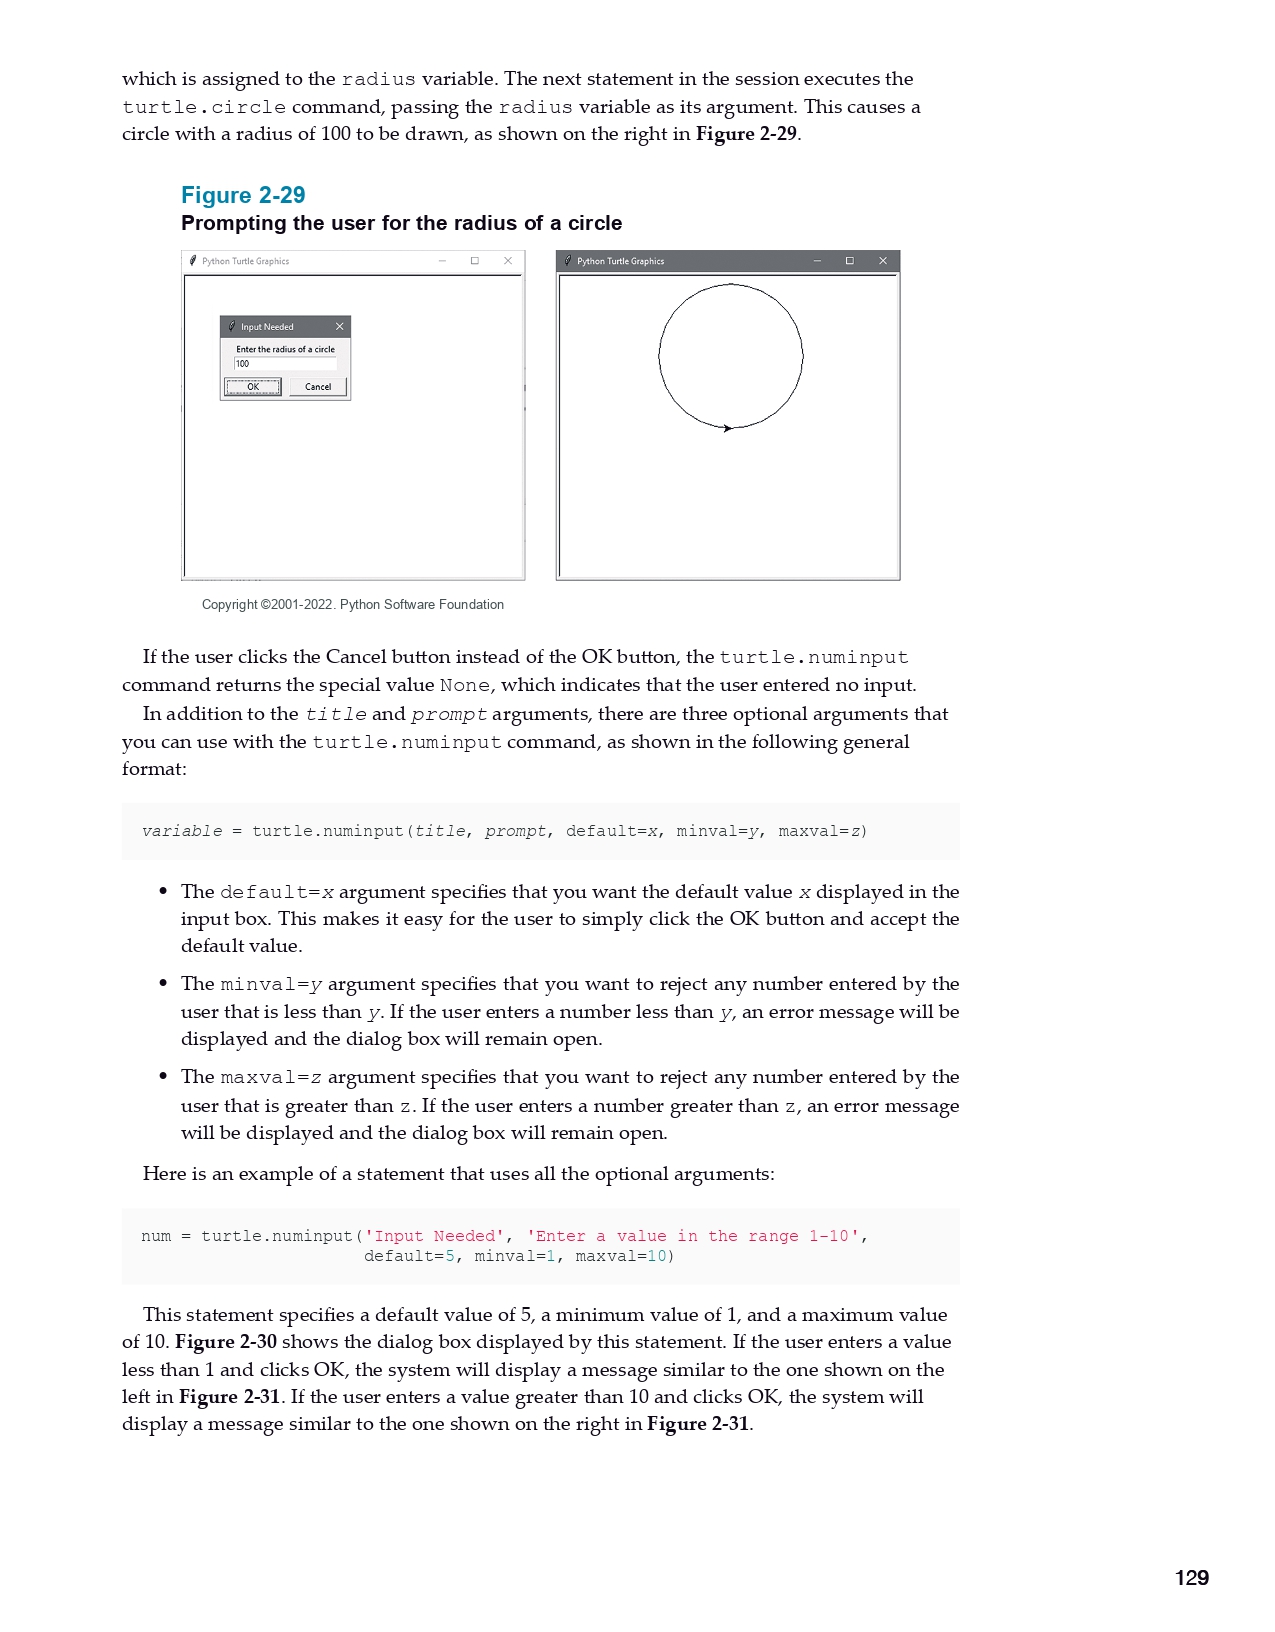 which is assigned to the radius variable. The next statement in the session executes the
turtle.circle command, passing the radius variable as its argument. This causes a
circle with a radius of 100 to be drawn, as shown on the right in Figure 2-29.
Figure 2-29
Prompting the user for the radius of a circle
Python Turtle Graphics
Input Needed
Enter the radius of a circle
100
OK Cancel
Python Turtle Graphics
Copyright ©2001-2022. Python Software Foundation
If the user clicks the Cancel button instead of the OK button, the turtle.numinput
command returns the special value None, which indicates that the user entered no input.
In addition to the title and prompt arguments, there are three optional arguments that
you can use with the turtle.numinput command, as shown in the following general
format:
variable = turtle.numinput(title, prompt, default=x, minval=y, maxval=z)
• The default=x argument specifies that you want the default value x displayed in the
input box. This makes it easy for the user to simply click the OK button and accept the
default value.
• The minval=y argument specifies that you want to reject any number entered by the
user that is less than y. If the user enters a number less than y, an error message will be
displayed and the dialog box will remain open.
• The maxval=z argument specifies that you want to reject any number entered by the
user that is greater than z. If the user enters a number greater than z, an error message
will be displayed and the dialog box will remain open.
Here is an example of a statement that uses all the optional arguments:
num = turtle.numinput('Input Needed', 'Enter a value in the range 1-10',
default=5, minval=1, maxval=10)
This statement specifies a default value of 5, a minimum value of 1, and a maximum value
of 10. Figure 2-30 shows the dialog box displayed by this statement. If the user enters a value
less than 1 and clicks OK, the system will display a message similar to the one shown on the
left in Figure 2-31. If the user enters a value greater than 10 and clicks OK, the system will
display a message similar to the one shown on the right in Figure 2-31.
129